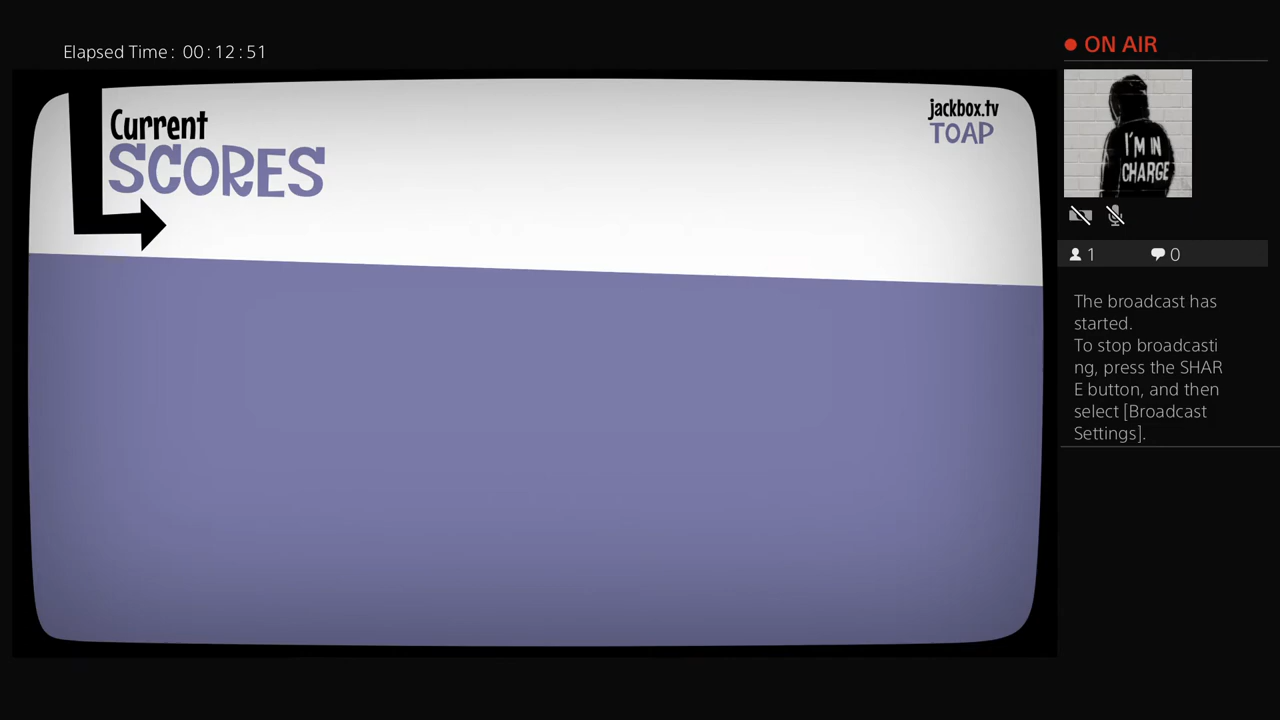 Elapsed Time: 00:12:51
ON AIR
Current
SCORES
jackbox.tv
TOAP
I'M IN
CHARGE
1
0
The broadcast has
started.
To stop broadcasti
ng, press the SHAR
E button, and then
select [Broadcast
Settings].